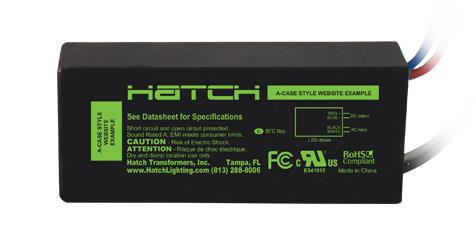 HATCH
A-CASE STYLE WEBSITE EXAMPLE
A-CASE STYLE
WEBSITE
EXAMPLE
See Datasheet for Specifications
Short circuit and open circuit protected
Sound Rated A, EMI meets consumer limits.
CAUTION - Risk of Electric Shock.
ATTENTION - Risque de choc électrique.
Dry and damp location use only.
Hatch Transformers, Inc. Tampa, FL
www.HatchLighting.com (813) 288-8006
90°C Max.
RED/+
BLUE/-
DC output
BLACK
WHITE
AC input
LED driver
FC
c UR US
E341915
RoHS
Compliant
Made in China